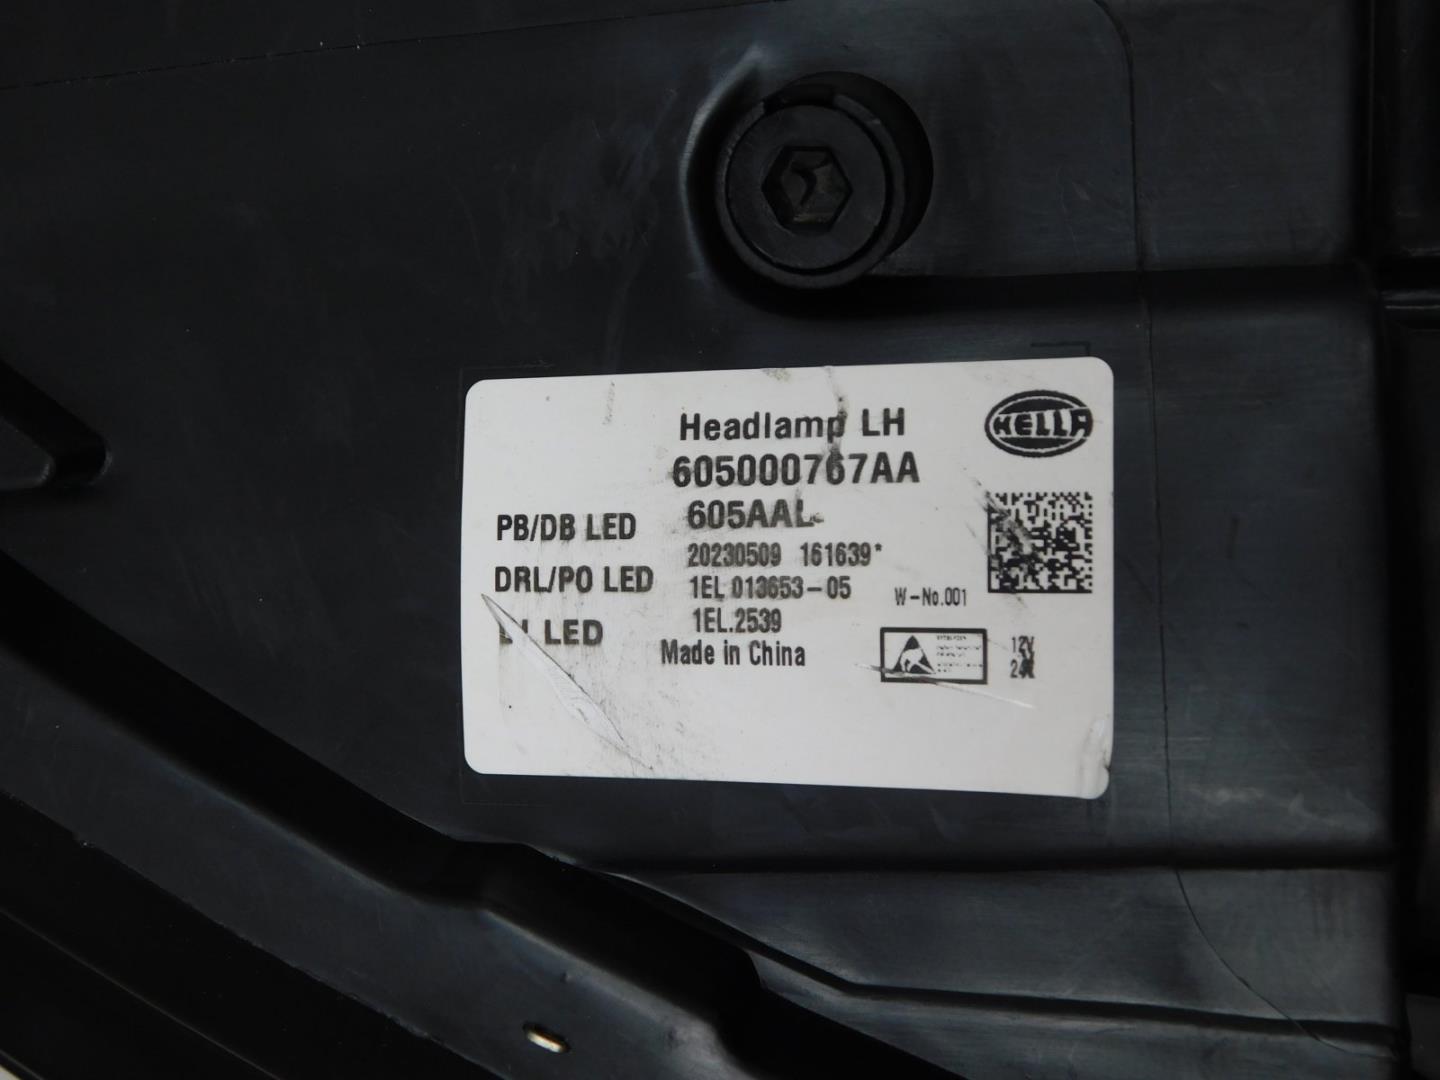 Headlamp LH
HELLA
605000767AA
605AAL
PB/DB LED
20230509 161639*
DRL/PO LED
1EL 013653-05
W-No.001
1EL.2539
LED
Made in China
12V